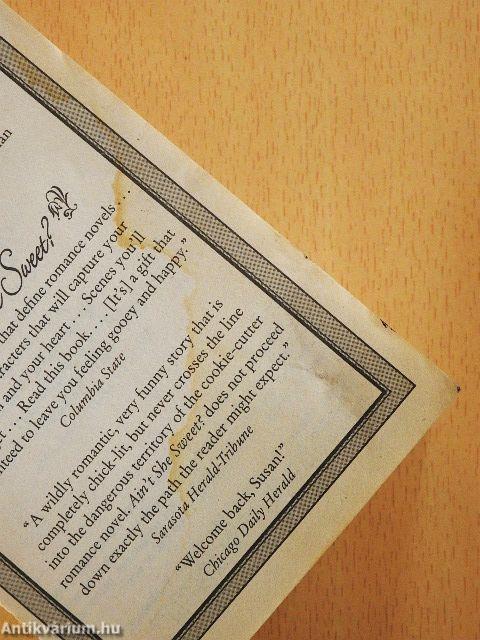 Sweet?
that define romance novels . . .
that will capture your
and your heart . . . Scenes you'll
. . . Read this book. . . . [It's] a gift that
to leave you feeling gooey and happy."
Columbia State
"A wildly romantic, very funny story that is
completely chick-lit, but never crosses the line
into the dangerous territory of the cookie-cutter
romance novel. Ain't She Sweet? does not proceed
down exactly the path the reader might expect."
Sarasota Herald-Tribune
"Welcome back, Susan!"
Chicago Daily Herald
Antikvarium.hu